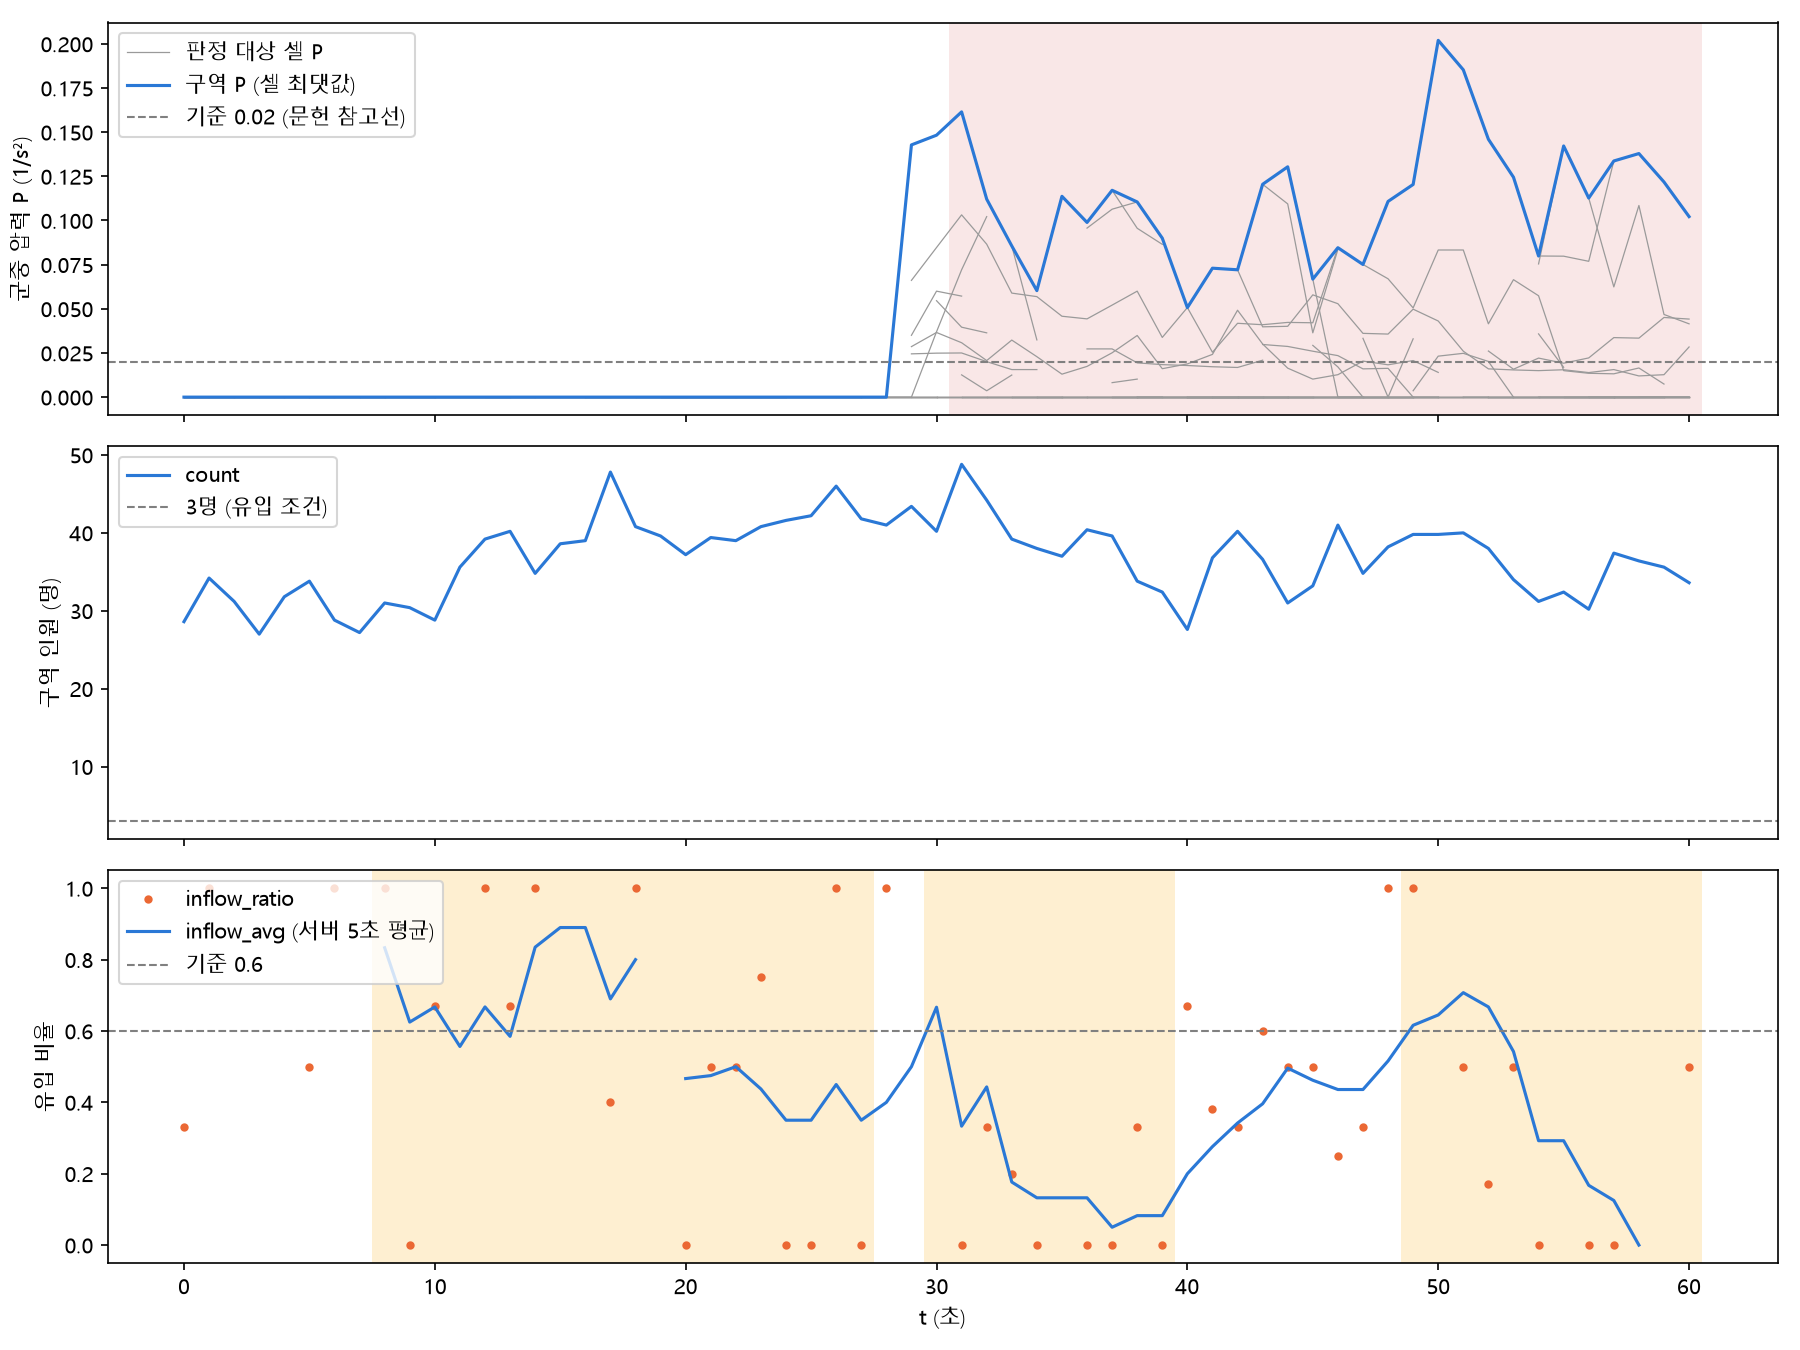 판정 대상 셀 P
구역 P (셀 최댓값)
기준 0.02 (문헌 참고선)
군중 압력 P (1/s²)
0.200
0.175
0.150
0.125
0.100
0.075
0.050
0.025
0.000
count
3명 (유입 조건)
구역 인원 (명)
50
40
30
20
10
inflow_ratio
inflow_avg (서버 5초 평균)
기준 0.6
유입 비율
1.0
0.8
0.6
0.4
0.2
0.0
0 10 20 30 40 50 60
t (초)